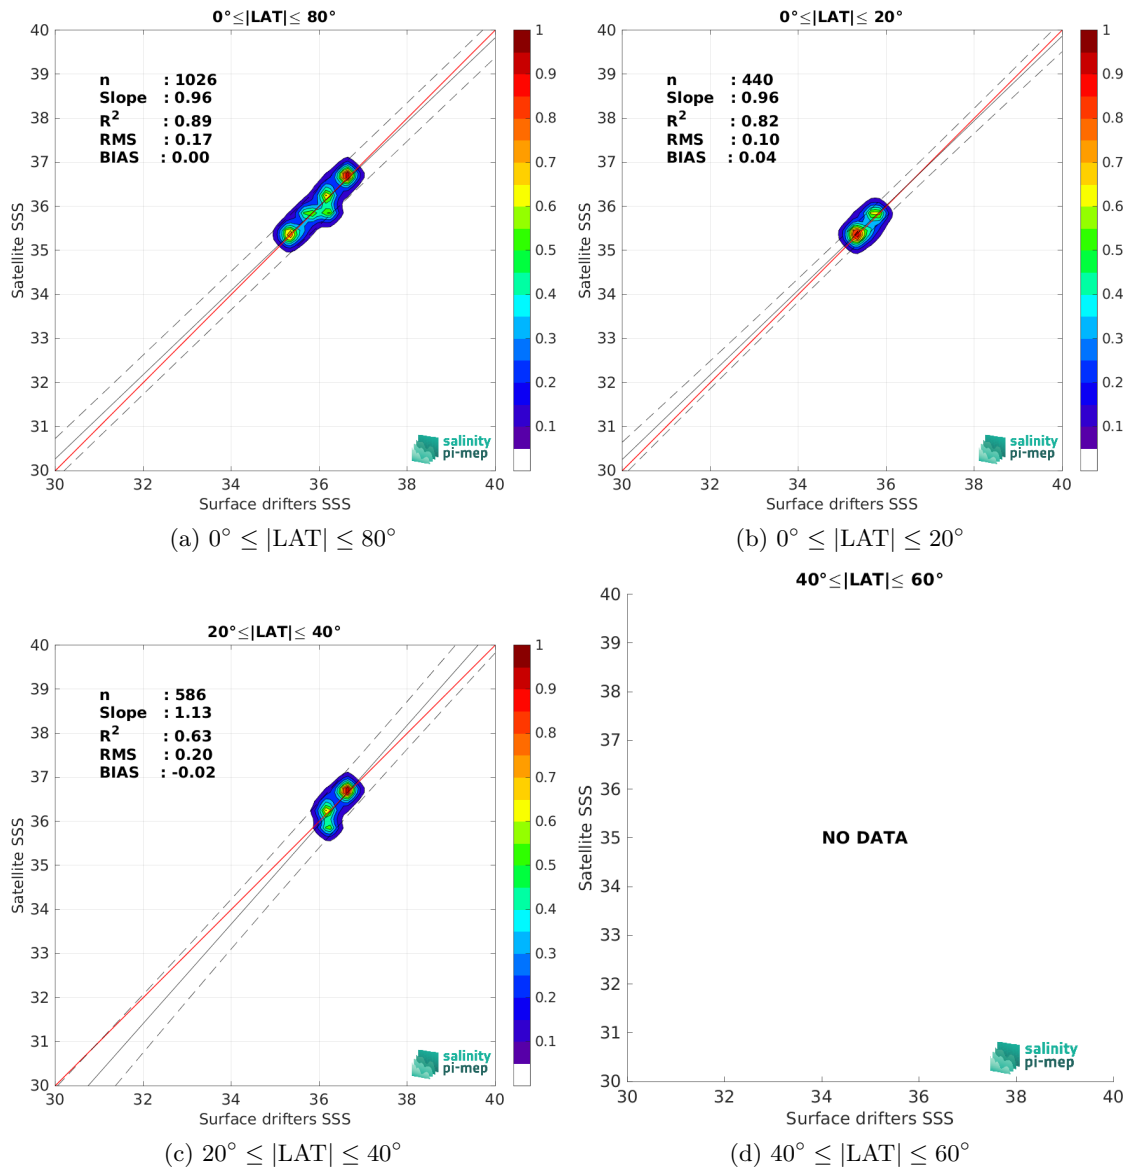 0°≤|LAT|≤ 80°
40
39
38
37
36
35
34
33
32
31
30
n : 1026
Slope : 0.96
R² : 0.89
RMS : 0.17
BIAS : 0.00
Satellite SSS
30 32 34 36 38 40
Surface drifters SSS
1
0.9
0.8
0.7
0.6
0.5
0.4
0.3
0.2
0.1
salinity
pi-mep
(a) 0° ≤ |LAT| ≤ 80°
0°≤|LAT|≤ 20°
40
39
38
37
36
35
34
33
32
31
30
n : 440
Slope : 0.96
R² : 0.82
RMS : 0.10
BIAS : 0.04
Satellite SSS
30 32 34 36 38 40
Surface drifters SSS
1
0.9
0.8
0.7
0.6
0.5
0.4
0.3
0.2
0.1
salinity
pi-mep
(b) 0° ≤ |LAT| ≤ 20°
20°≤|LAT|≤ 40°
40
39
38
37
36
35
34
33
32
31
30
n : 586
Slope : 1.13
R² : 0.63
RMS : 0.20
BIAS : -0.02
Satellite SSS
30 32 34 36 38 40
Surface drifters SSS
1
0.9
0.8
0.7
0.6
0.5
0.4
0.3
0.2
0.1
salinity
pi-mep
(c) 20° ≤ |LAT| ≤ 40°
40°≤|LAT|≤ 60°
40
39
38
37
36
35
34
33
32
31
30
NO DATA
Satellite SSS
30 32 34 36 38 40
Surface drifters SSS
salinity
pi-mep
(d) 40° ≤ |LAT| ≤ 60°